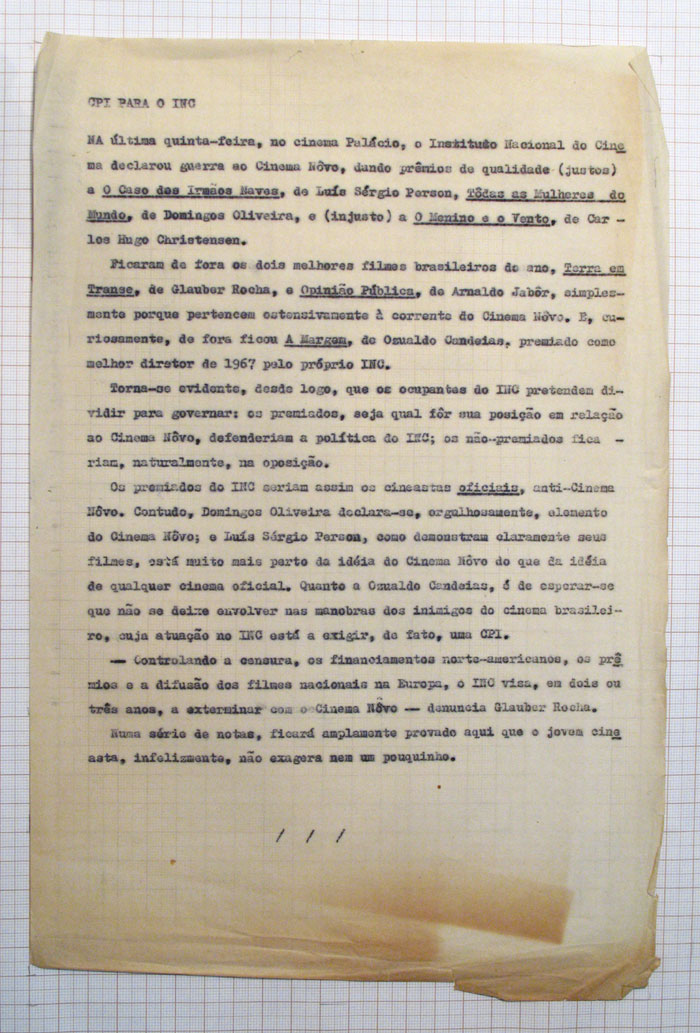 CPI PARA O INC
NA última quinta-feira, no cinema Palácio, o Instituto Nacional do Cine
ma declarou guerra ao Cinema Nôvo, dando prêmios de qualidade (justos)
a O Caso dos Irmãos Naves, de Luís Sérgio Person, Tôdas as Mulheres do
Mundo, de Domingos Oliveira, e (injusto) a O Menino e o Vento, de Car -
los Hugo Christensen.
Ficaram de fora os dois melhores filmes brasileiros do ano, Terra em
Transe, de Glauber Rocha, e Opinião Pública, de Arnaldo Jabôr, simples-
mente porque pertencem ostensivamente à corrente do Cinema Nôvo. E, cu-
riosamente, de fora ficou A Margem, de Ozualdo Candeias, premiado como
melhor diretor de 1967 pelo próprio INC.
Torna-se evidente, desde logo, que os ocupantes do INC pretendem di-
vidir para governar: os premiados, seja qual fôr sua posição em relação
ao Cinema Nôvo, defenderiam a política do INC; os não-premiados fica -
riam, naturalmente, na oposição.
Os premiados do INC seriam assim os cineastas oficiais, anti-Cinema
Nôvo. Contudo, Domingos Oliveira declara-se, orgulhosamente, elemento
do Cinema Nôvo; e Luís Sérgio Person, como demonstram claramente seus
filmes, está muito mais perto da idéia do Cinema Nôvo do que da idéia
de qualquer cinema oficial. Quanto a Ozualdo Candeias, é de esperar-se
que não se deixe envolver nas manobras dos inimigos do cinema brasilei-
ro, cuja atuação no INC está a exigir, de fato, uma CPI.
— Controlando a censura, os financiamentos norte-americanos, os prê
mios e a difusão dos filmes nacionais na Europa, o INC visa, em dois ou
três anos, a exterminar com o Cinema Nôvo — denuncia Glauber Rocha.
Numa série de notas, ficará amplamente provado aqui que o jovem cine
asta, infelizmente, não exagera nem um pouquinho.
/ / /